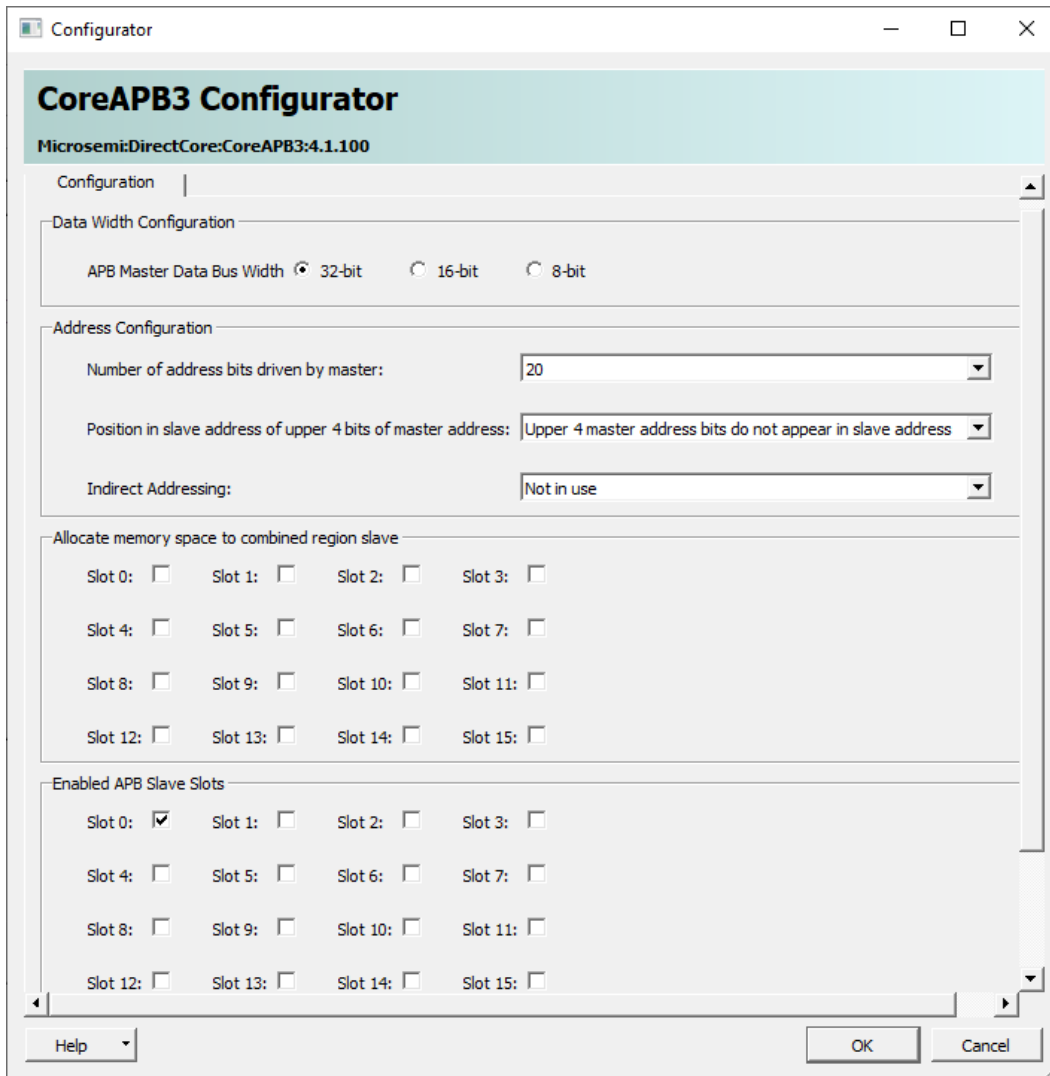 Configurator
CoreAPB3 Configurator
Microsemi:DirectCore:CoreAPB3:4.1.100
Configuration
Data Width Configuration
APB Master Data Bus Width 32-bit 16-bit 8-bit
Address Configuration
Number of address bits driven by master: 20
Position in slave address of upper 4 bits of master address: Upper 4 master address bits do not appear in slave address
Indirect Addressing: Not in use
Allocate memory space to combined region slave
Slot 0: Slot 1: Slot 2: Slot 3:
Slot 4: Slot 5: Slot 6: Slot 7:
Slot 8: Slot 9: Slot 10: Slot 11:
Slot 12: Slot 13: Slot 14: Slot 15:
Enabled APB Slave Slots
Slot 0: Slot 1: Slot 2: Slot 3:
Slot 4: Slot 5: Slot 6: Slot 7:
Slot 8: Slot 9: Slot 10: Slot 11:
Slot 12: Slot 13: Slot 14: Slot 15:
Help OK Cancel